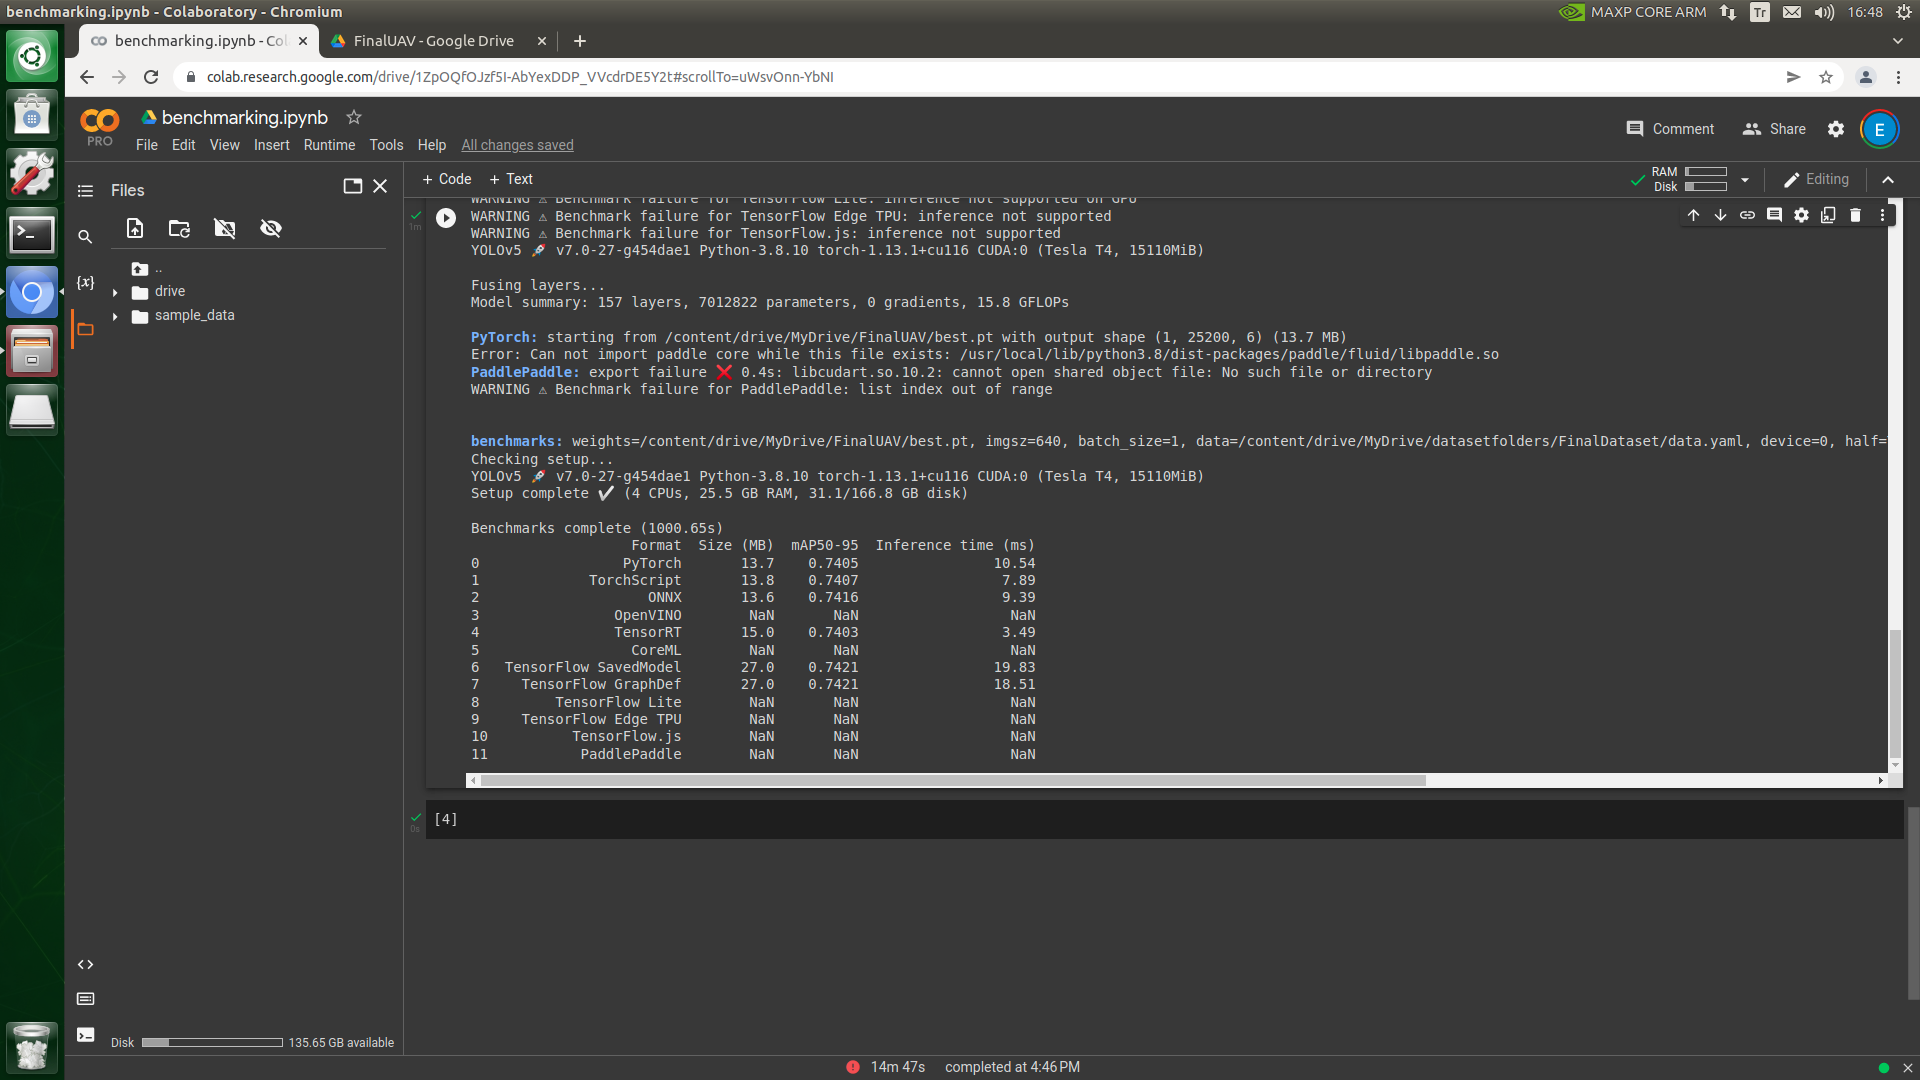 benchmarking.ipynb - Colaboratory - Chromium
MAXP CORE ARM
Tr
16:48
benchmarking.ipynb - Col
FinalUAV - Google Drive
colab.research.google.com/drive/1ZpOQfOJzf5I-AbYexDDP_VVcdrDE5Y2t#scrollTo=uWsvOnn-YbNI
PRO
benchmarking.ipynb
File Edit View Insert Runtime Tools Help All changes saved
Comment
Share
E
Files
+ Code + Text
RAM
Disk
Editing
..
drive
sample_data
{x}
1m
WARNING ⚠ Benchmark failure for TensorFlow Lite: inference not supported on GPU
WARNING ⚠ Benchmark failure for TensorFlow Edge TPU: inference not supported
WARNING ⚠ Benchmark failure for TensorFlow.js: inference not supported
YOLOv5 🚀 v7.0-27-g454dae1 Python-3.8.10 torch-1.13.1+cu116 CUDA:0 (Tesla T4, 15110MiB)
Fusing layers...
Model summary: 157 layers, 7012822 parameters, 0 gradients, 15.8 GFLOPs
PyTorch: starting from /content/drive/MyDrive/FinalUAV/best.pt with output shape (1, 25200, 6) (13.7 MB)
Error: Can not import paddle core while this file exists: /usr/local/lib/python3.8/dist-packages/paddle/fluid/libpaddle.so
PaddlePaddle: export failure ❌ 0.4s: libcudart.so.10.2: cannot open shared object file: No such file or directory
WARNING ⚠ Benchmark failure for PaddlePaddle: list index out of range
benchmarks: weights=/content/drive/MyDrive/FinalUAV/best.pt, imgsz=640, batch_size=1, data=/content/drive/MyDrive/datasetfolders/FinalDataset/data.yaml, device=0, half=
Checking setup...
YOLOv5 🚀 v7.0-27-g454dae1 Python-3.8.10 torch-1.13.1+cu116 CUDA:0 (Tesla T4, 15110MiB)
Setup complete ✔ (4 CPUs, 25.5 GB RAM, 31.1/166.8 GB disk)
Benchmarks complete (1000.65s)
Format Size (MB) mAP50-95 Inference time (ms)
0 PyTorch 13.7 0.7405 10.54
1 TorchScript 13.8 0.7407 7.89
2 ONNX 13.6 0.7416 9.39
3 OpenVINO NaN NaN NaN
4 TensorRT 15.0 0.7403 3.49
5 CoreML NaN NaN NaN
6 TensorFlow SavedModel 27.0 0.7421 19.83
7 TensorFlow GraphDef 27.0 0.7421 18.51
8 TensorFlow Lite NaN NaN NaN
9 TensorFlow Edge TPU NaN NaN NaN
10 TensorFlow.js NaN NaN NaN
11 PaddlePaddle NaN NaN NaN
[4]
0s
Disk 135.65 GB available
14m 47s completed at 4:46 PM